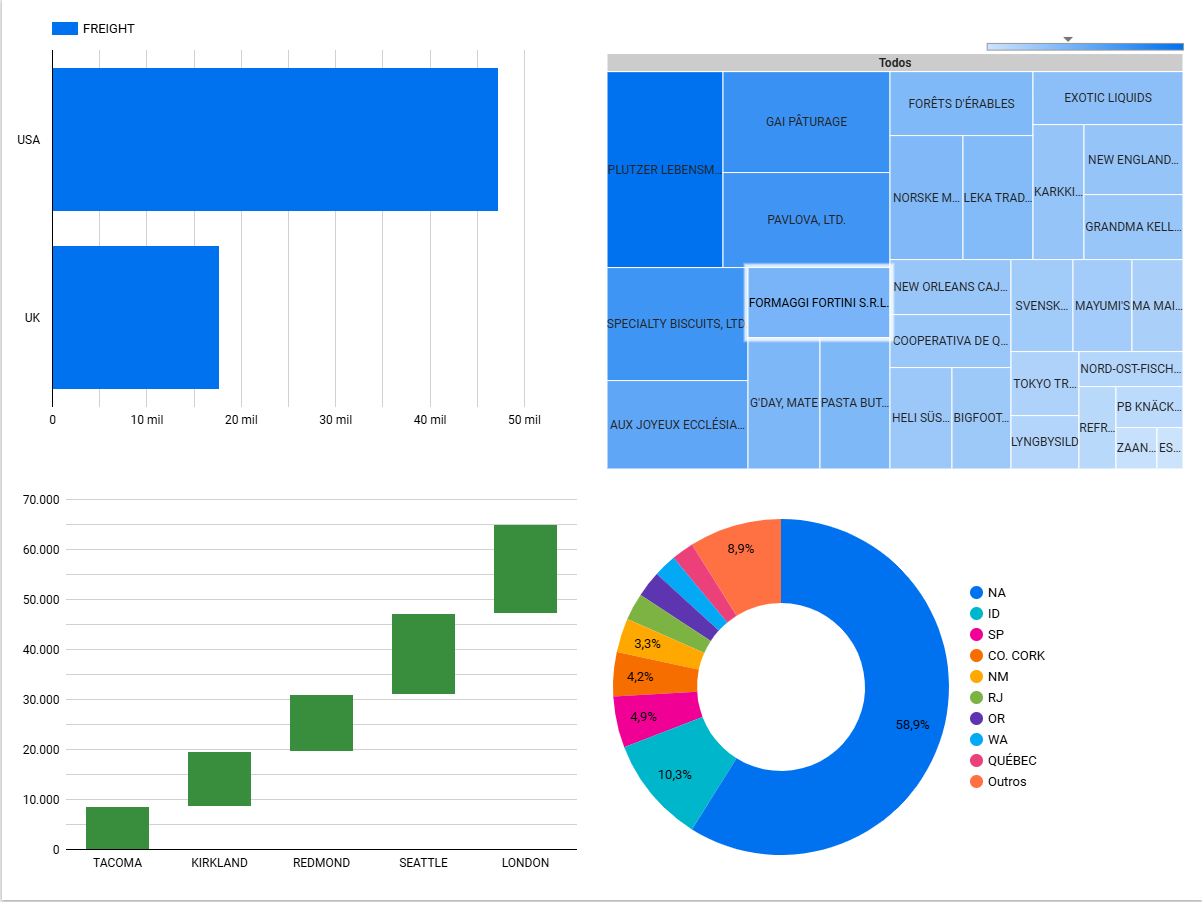 FREIGHT
USA
UK
0 10 mil 20 mil 30 mil 40 mil 50 mil
Todos
PLUTZER LEBENSM...
GAI PÂTURAGE
PAVLOVA, LTD.
FORÊTS D'ÉRABLES
EXOTIC LIQUIDS
NORSKE M...
LEKA TRAD...
KARKKI...
NEW ENGLAND...
GRANDMA KELL...
SPECIALTY BISCUITS, LTD
FORMAGGI FORTINI S.R.L.
NEW ORLEANS CAJ...
COOPERATIVA DE Q...
SVENSK...
MAYUMI'S
MA MAI...
AUX JOYEUX ECCLÉSIA...
G'DAY, MATE
PASTA BUT...
HELI SÜS...
BIGFOOT...
TOKYO TR...
NORD-OST-FISCH...
LYNGBYSILD
REFR...
PB KNÄCK...
ZAAN...
ES...
70.000
60.000
50.000
40.000
30.000
20.000
10.000
0
TACOMA KIRKLAND REDMOND SEATTLE LONDON
8,9%
3,3%
4,2%
4,9%
10,3%
58,9%
NA
ID
SP
CO. CORK
NM
RJ
OR
WA
QUÉBEC
Outros